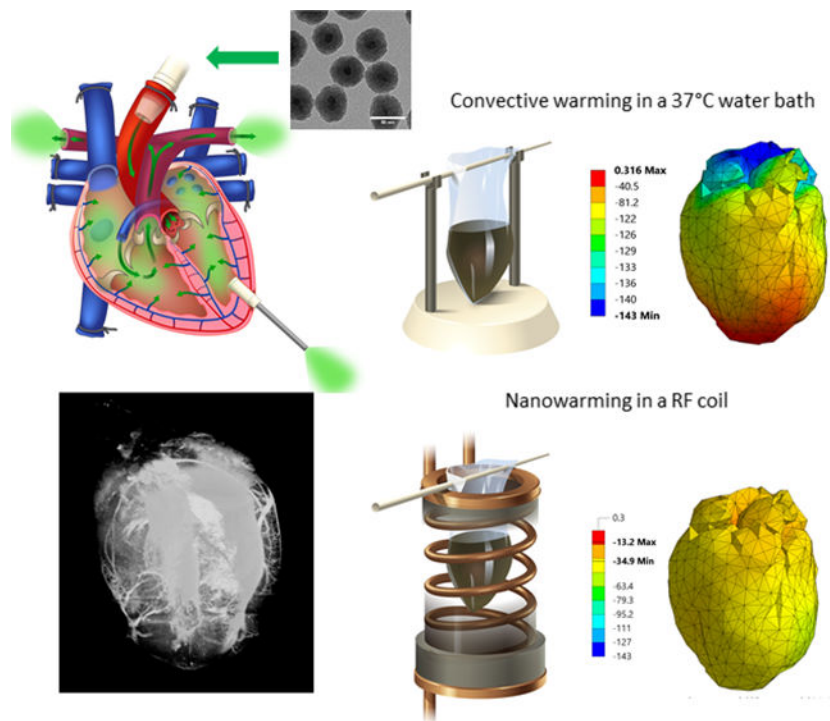 Convective warming in a 37°C water bath
0.316 Max
-40.5
-81.2
-122
-126
-129
-133
-136
-140
-143 Min
Nanowarming in a RF coil
0.3
-13.2 Max
-34.9 Min
-63.4
-79.3
-95.2
-111
-127
-143